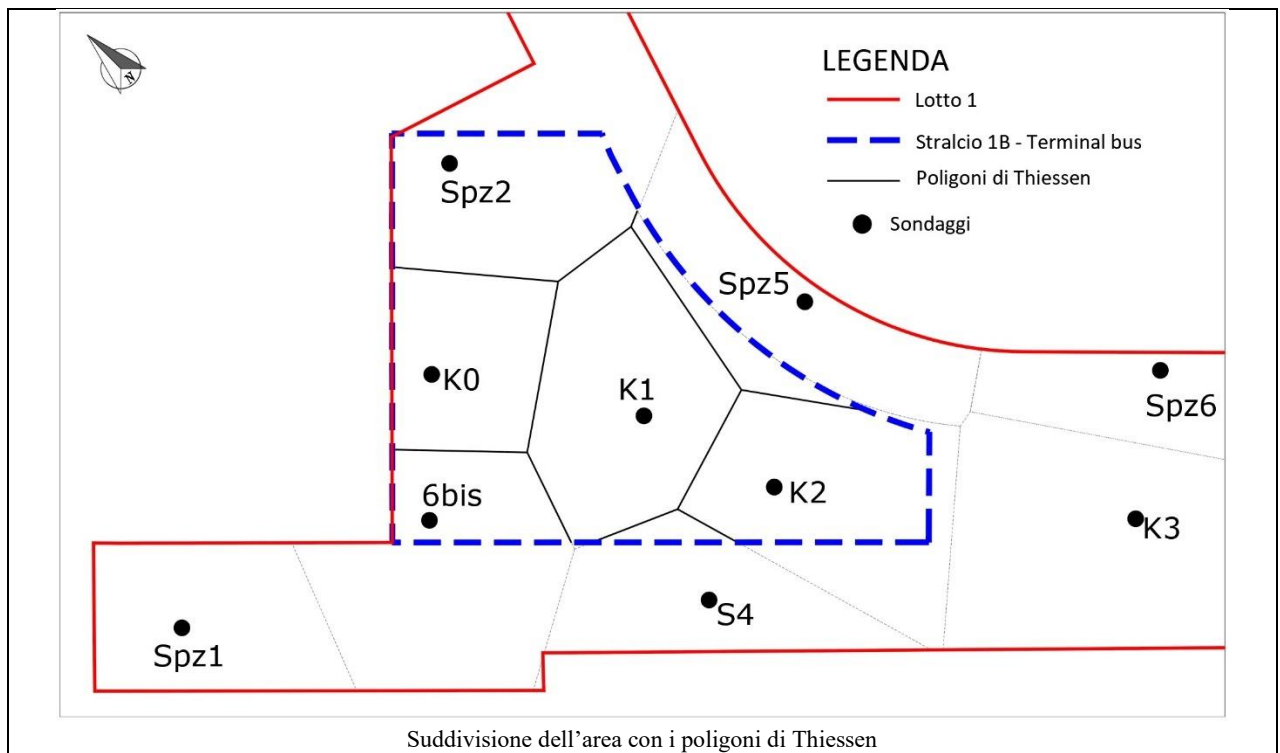 N
LEGENDA
Lotto 1
Stralcio 1B - Terminal bus
Poligoni di Thiessen
Sondaggi
Spz2
Spz5
K0
K1
Spz6
6bis
K2
K3
S4
Spz1
Suddivisione dell’area con i poligoni di Thiessen